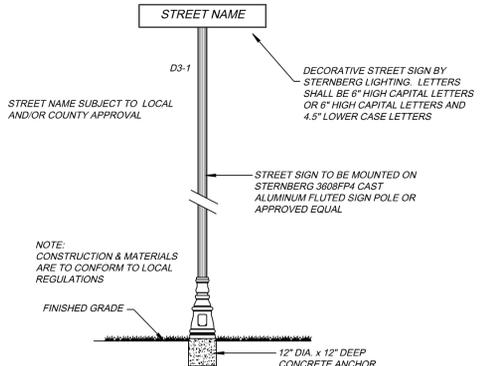 STREET NAME
D3-1
DECORATIVE STREET SIGN BY
STERNBERG LIGHTING. LETTERS
SHALL BE 6" HIGH CAPITAL LETTERS
OR 6" HIGH CAPITAL LETTERS AND
4.5" LOWER CASE LETTERS
STREET NAME SUBJECT TO LOCAL
AND/OR COUNTY APPROVAL
STREET SIGN TO BE MOUNTED ON
STERNBERG 3608FP4 CAST
ALUMINUM FLUTED SIGN POLE OR
APPROVED EQUAL
NOTE:
CONSTRUCTION & MATERIALS
ARE TO CONFORM TO LOCAL
REGULATIONS
FINISHED GRADE
12" DIA. x 12" DEEP
CONCRETE ANCHOR